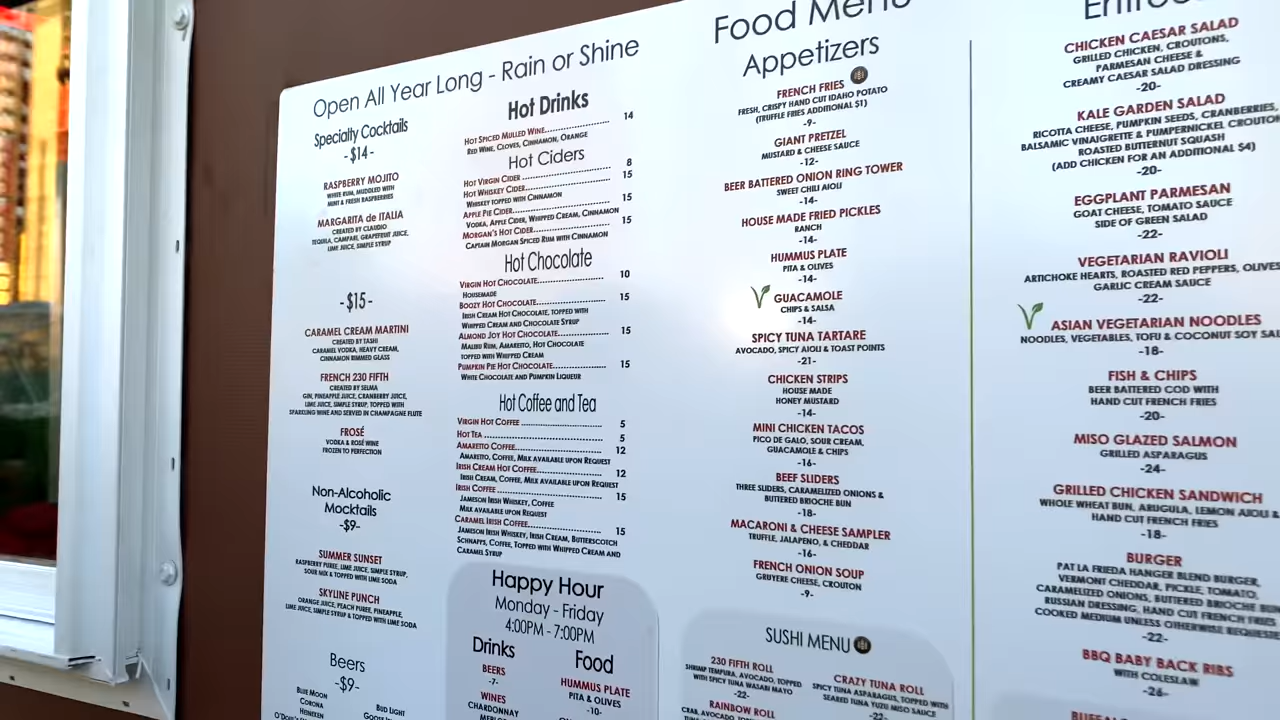 Open All Year Long - Rain or Shine
Specialty Cocktails
- $14 -
RASPBERRY MOJITO
WHITE RUM, MUDDLED WITH
MINT & FRESH RASPBERRIES
MARGARITA de ITALIA
CREATED BY CLAUDIO
TEQUILA, CAMPARI, GRAPEFRUIT JUICE,
LIME JUICE, SIMPLE SYRUP
- $15 -
CARAMEL CREAM MARTINI
CREATED BY TASHI
CARAMEL VODKA, HEAVY CREAM,
CINNAMON RIMMED GLASS
FRENCH 230 FIFTH
CREATED BY SELMA
GIN, PINEAPPLE JUICE, CRANBERRY JUICE,
LIME JUICE, SIMPLE SYRUP, TOPPED WITH
SPARKLING WINE AND SERVED IN CHAMPAGNE FLUTE
FROSÉ
VODKA & ROSÉ WINE
FROZEN TO PERFECTION
Non-Alcoholic
Mocktails
-$9-
SUMMER SUNSET
RASPBERRY PUREE, LIME JUICE, SIMPLE SYRUP,
SOUR MIX & TOPPED WITH LIME SODA
SKYLINE PUNCH
ORANGE JUICE, PEACH PUREE, PINEAPPLE,
LIME JUICE, SIMPLE SYRUP & TOPPED WITH LIME SODA
Beers
-$9-
BLUE MOON
CORONA
HEINEKEN
BUD LIGHT
Hot Drinks
HOT SPICED MULLED WINE 14
RED WINE, CLOVES, CINNAMON, ORANGE
Hot Ciders
HOT VIRGIN CIDER 8
HOT WHISKEY CIDER 15
WHISKEY TOPPED WITH CINNAMON
APPLE PIE CIDER 15
VODKA, APPLE CIDER, WHIPPED CREAM, CINNAMON
MORGAN'S HOT CIDER 15
CAPTAIN MORGAN SPICED RUM WITH CINNAMON
Hot Chocolate
VIRGIN HOT CHOCOLATE 10
HOUSEMADE
BOOZY HOT CHOCOLATE 15
IRISH CREAM HOT CHOCOLATE, TOPPED WITH
WHIPPED CREAM AND CHOCOLATE SYRUP
ALMOND JOY HOT CHOCOLATE 15
MALIBU RUM, AMARETTO, HOT CHOCOLATE
TOPPED WITH WHIPPED CREAM
PUMPKIN PIE HOT CHOCOLATE 15
WHITE CHOCOLATE AND PUMPKIN LIQUEUR
Hot Coffee and Tea
VIRGIN HOT COFFEE 5
HOT TEA 5
AMARETTO COFFEE 12
AMARETTO, COFFEE, MILK AVAILABLE UPON REQUEST
IRISH CREAM HOT COFFEE 12
IRISH CREAM, COFFEE, MILK AVAILABLE UPON REQUEST
IRISH COFFEE 15
JAMESON IRISH WHISKEY, COFFEE
MILK AVAILABLE UPON REQUEST
CARAMEL IRISH COFFEE 15
JAMESON IRISH WHISKEY, IRISH CREAM, BUTTERSCOTCH
SCHNAPPS, COFFEE, TOPPED WITH WHIPPED CREAM AND
CARAMEL SYRUP
Happy Hour
Monday - Friday
4:00PM - 7:00PM
Drinks
BEERS
-7-
WINES
CHARDONNAY
Food
HUMMUS PLATE
PITA & OLIVES
-10-
Food Menu
Appetizers
FRENCH FRIES
FRESH, CRISPY HAND CUT IDAHO POTATO
(TRUFFLE FRIES ADDITIONAL $1)
-9-
GIANT PRETZEL
MUSTARD & CHEESE SAUCE
-12-
BEER BATTERED ONION RING TOWER
SWEET CHILI AIOLI
-14-
HOUSE MADE FRIED PICKLES
RANCH
-14-
HUMMUS PLATE
PITA & OLIVES
-14-
GUACAMOLE
CHIPS & SALSA
-14-
SPICY TUNA TARTARE
AVOCADO, SPICY AIOLI & TOAST POINTS
-21-
CHICKEN STRIPS
HOUSE MADE
HONEY MUSTARD
-14-
MINI CHICKEN TACOS
PICO DE GALO, SOUR CREAM,
GUACAMOLE & CHIPS
-16-
BEEF SLIDERS
THREE SLIDERS, CARAMELIZED ONIONS &
BUTTERED BRIOCHE BUN
-18-
MACARONI & CHEESE SAMPLER
TRUFFLE, JALAPENO, & CHEDDAR
-16-
FRENCH ONION SOUP
GRUYERE CHEESE, CROUTON
-9-
SUSHI MENU
230 FIFTH ROLL
SHRIMP TEMPURA, AVOCADO, TOPPED
WITH SPICY TUNA WASABI MAYO
-22-
RAINBOW ROLL
CRAZY TUNA ROLL
SPICY TUNA ASPARAGUS, TOPPED WITH
SEARED TUNA YUZU MISO SAUCE
-22-
CHICKEN CAESAR SALAD
GRILLED CHICKEN, CROUTONS,
PARMESAN CHEESE &
CREAMY CAESAR SALAD DRESSING
-20-
KALE GARDEN SALAD
RICOTTA CHEESE, PUMPKIN SEEDS, CRANBERRIES,
BALSAMIC VINAIGRETTE & PUMPERNICKEL CROUTON
ROASTED BUTTERNUT SQUASH
(ADD CHICKEN FOR AN ADDITIONAL $4)
-20-
EGGPLANT PARMESAN
GOAT CHEESE, TOMATO SAUCE
SIDE OF GREEN SALAD
-22-
VEGETARIAN RAVIOLI
ARTICHOKE HEARTS, ROASTED RED PEPPERS, OLIVES
GARLIC CREAM SAUCE
-22-
ASIAN VEGETARIAN NOODLES
NOODLES, VEGETABLES, TOFU & COCONUT SOY
-18-
FISH & CHIPS
BEER BATTERED COD WITH
HAND CUT FRENCH FRIES
-20-
MISO GLAZED SALMON
GRILLED ASPARAGUS
-24-
GRILLED CHICKEN SANDWICH
WHOLE WHEAT BUN, ARUGULA, LEMON AIOLI &
HAND CUT FRENCH FRIES
-18-
BURGER
PAT LA FRIEDA HANGER BLEND BURGER,
VERMONT CHEDDAR, PICKLE, TOMATO,
CARAMELIZED ONIONS, BUTTERED BRIOCHE
RUSSIAN DRESSING, HAND CUT FRENCH FRIES
COOKED MEDIUM UNLESS OTHERWISE
-22-
BBQ BABY BACK RIBS
WITH COLESLAW
-26-